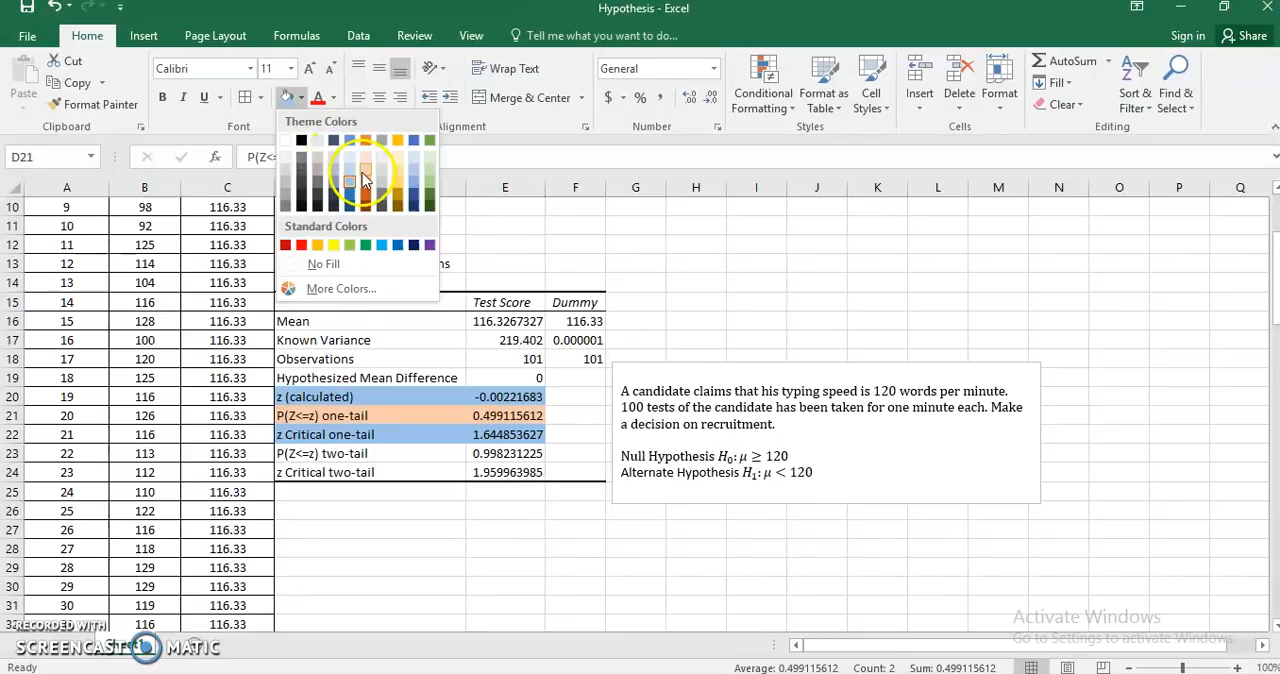 Hypothesis - Excel
File Home Insert Page Layout Formulas Data Review View Tell me what you want to do... Sign in Share
Cut
Copy
Format Painter
Paste
Clipboard
Calibri 11
B I U
Font
Wrap Text
Merge & Center
Alignment
General
$ % ,
Number
Conditional Formatting
Format as Table
Cell Styles
Styles
Insert Delete Format
Cells
AutoSum
Fill
Clear
Sort & Filter
Find & Select
Editing
Theme Colors
Standard Colors
No Fill
More Colors...
D21 fx P(Z<=
A B C E F G H I J K L M N O P Q
10 9 98 116.33
11 10 92 116.33
12 11 125 116.33
13 12 114 116.33 ns
14 13 104 116.33
15 14 116 116.33 Test Score Dummy
16 15 128 116.33 Mean 116.3267327 116.33
17 16 100 116.33 Known Variance 219.402 0.000001
18 17 120 116.33 Observations 101 101
19 18 125 116.33 Hypothesized Mean Difference 0
20 19 116 116.33 z (calculated) -0.00221683
21 20 126 116.33 P(Z<=z) one-tail 0.499115612
22 21 116 116.33 z Critical one-tail 1.644853627
23 22 113 116.33 P(Z<=z) two-tail 0.998231225
24 23 112 116.33 z Critical two-tail 1.959963985
25 24 110 116.33
26 25 122 116.33
27 26 116 116.33
28 27 118 116.33
29 28 129 116.33
30 29 129 116.33
31 30 119 116.33
116 116.33
A candidate claims that his typing speed is 120 words per minute.
100 tests of the candidate has been taken for one minute each. Make
a decision on recruitment.
Null Hypothesis H₀: μ ≥ 120
Alternate Hypothesis H₁: μ < 120
Activate Windows
Go to Settings to activate Windows.
RECORDED WITH
SCREENCAST MATIC
Ready Average: 0.499115612 Count: 2 Sum: 0.499115612 100%